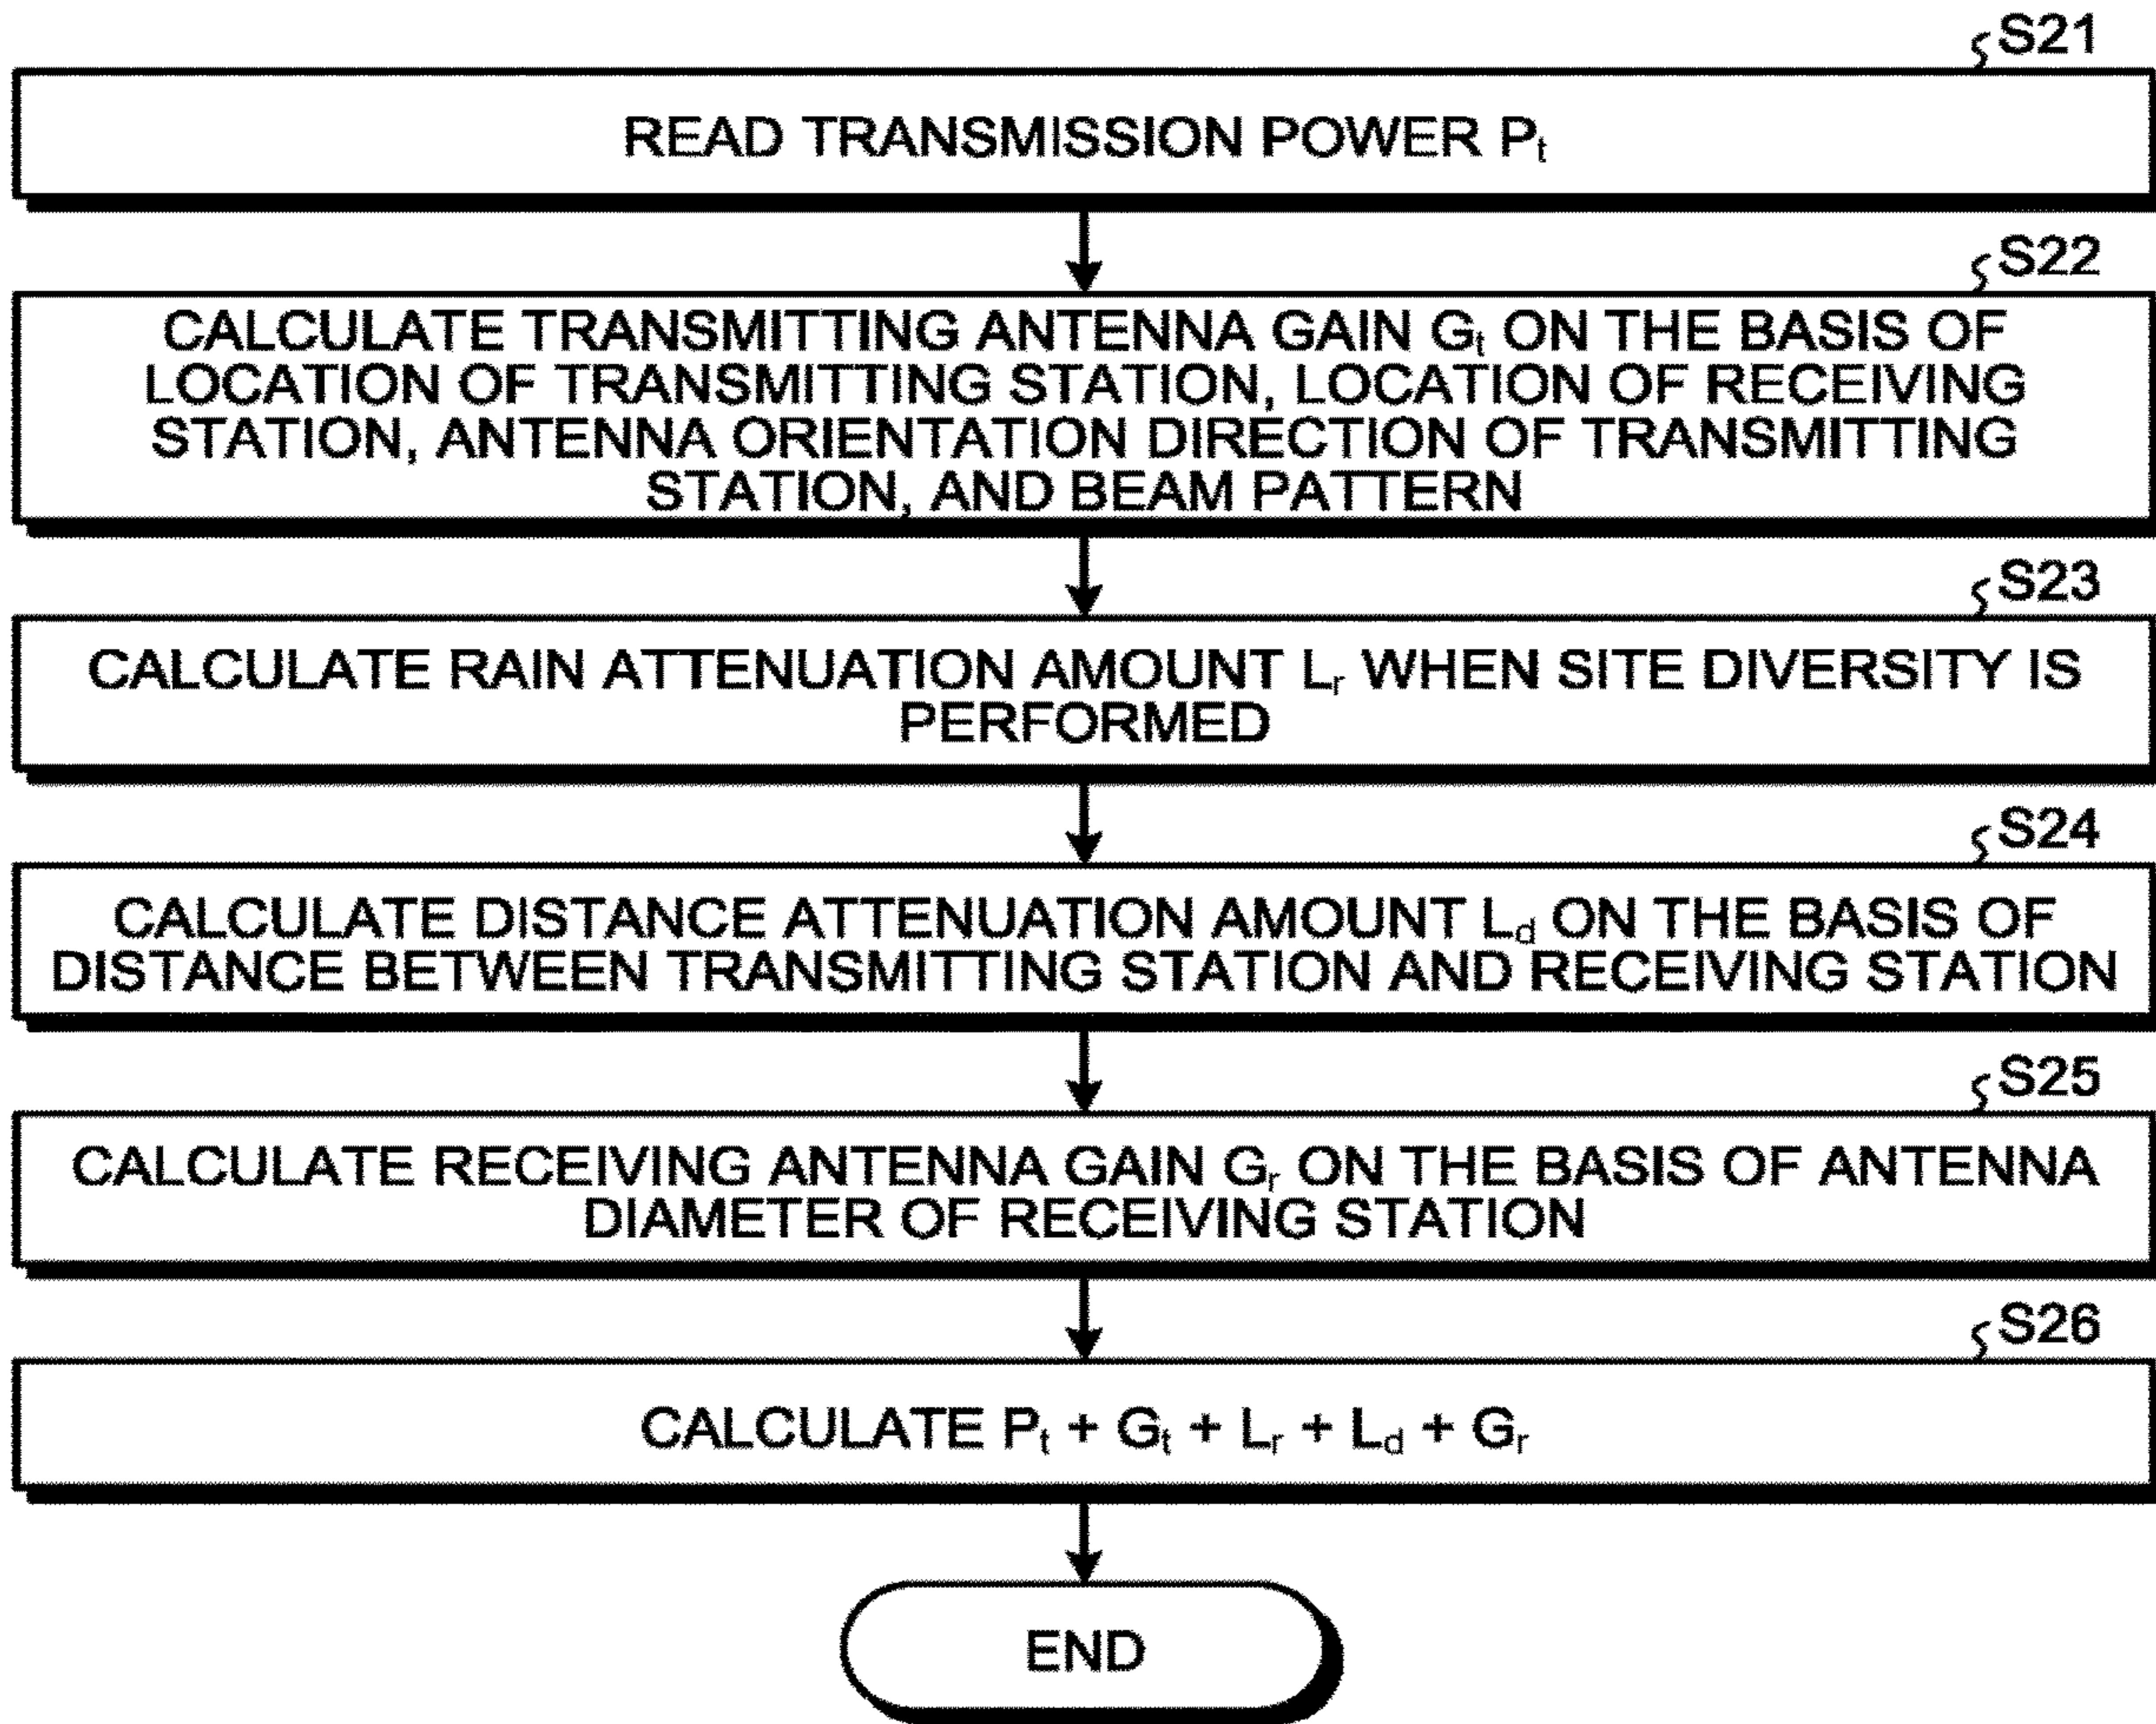 S21
READ TRANSMISSION POWER Pt
S22
CALCULATE TRANSMITTING ANTENNA GAIN Gt ON THE BASIS OF
LOCATION OF TRANSMITTING STATION, LOCATION OF RECEIVING
STATION, ANTENNA ORIENTATION DIRECTION OF TRANSMITTING
STATION, AND BEAM PATTERN
S23
CALCULATE RAIN ATTENUATION AMOUNT Lr WHEN SITE DIVERSITY IS
PERFORMED
S24
CALCULATE DISTANCE ATTENUATION AMOUNT Ld ON THE BASIS OF
DISTANCE BETWEEN TRANSMITTING STATION AND RECEIVING STATION
S25
CALCULATE RECEIVING ANTENNA GAIN Gr ON THE BASIS OF ANTENNA
DIAMETER OF RECEIVING STATION
S26
CALCULATE Pt + Gt + Lr + Ld + Gr
END